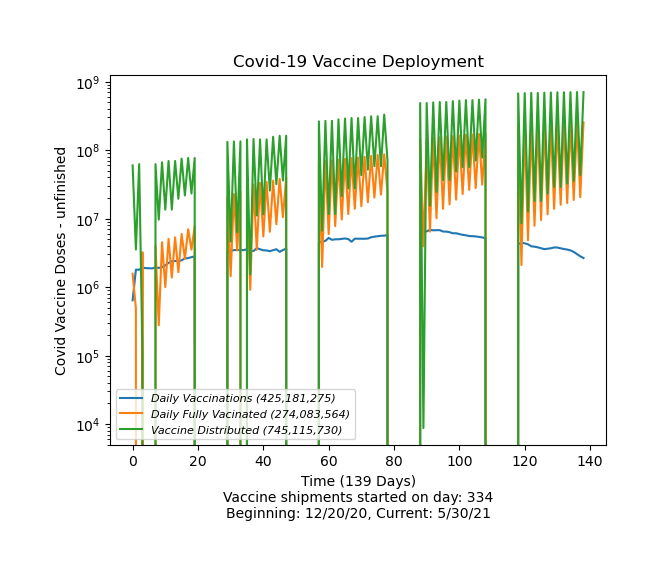 Covid-19 Vaccine Deployment
Covid Vaccine Doses - unfinished
10⁹
10⁸
10⁷
10⁶
10⁵
10⁴
Daily Vaccinations (425,181,275)
Daily Fully Vacinated (274,083,564)
Vaccine Distributed (745,115,730)
0 20 40 60 80 100 120 140
Time (139 Days)
Vaccine shipments started on day: 334
Beginning: 12/20/20, Current: 5/30/21